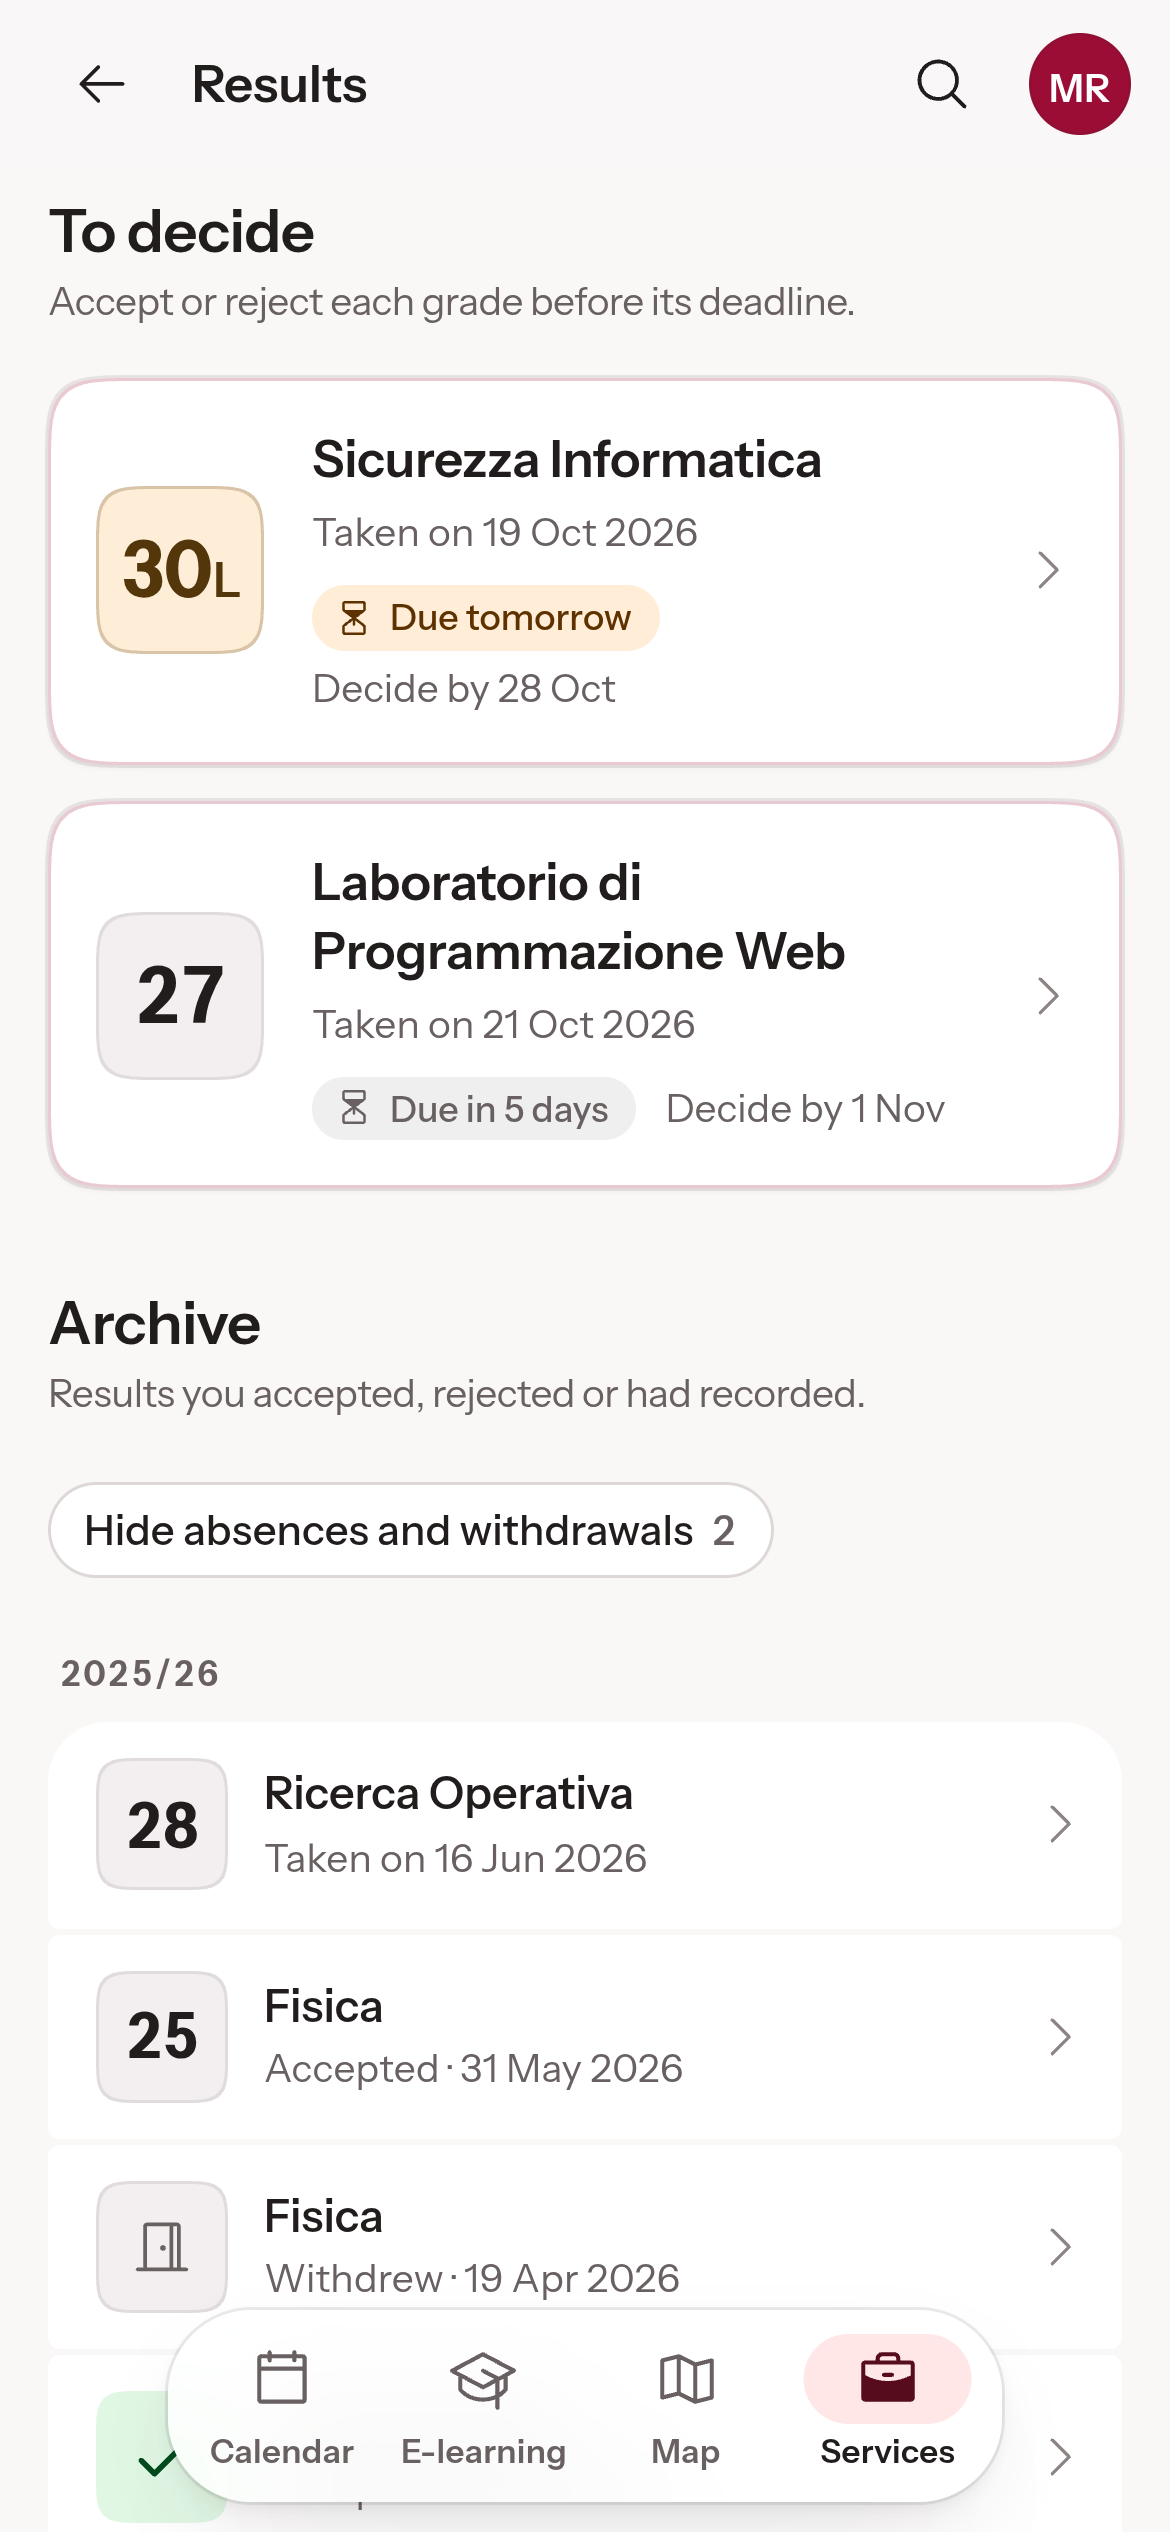 Results
MR
To decide
Accept or reject each grade before its deadline.
Sicurezza Informatica
30L
Taken on 19 Oct 2026
Due tomorrow
Decide by 28 Oct
Laboratorio di
Programmazione Web
27
Taken on 21 Oct 2026
Due in 5 days
Decide by 1 Nov
Archive
Results you accepted, rejected or had recorded.
Hide absences and withdrawals 2
2025/26
28
Ricerca Operativa
Taken on 16 Jun 2026
25
Fisica
Accepted · 31 May 2026
Fisica
Withdrew · 19 Apr 2026
Calendar
E-learning
Map
Services